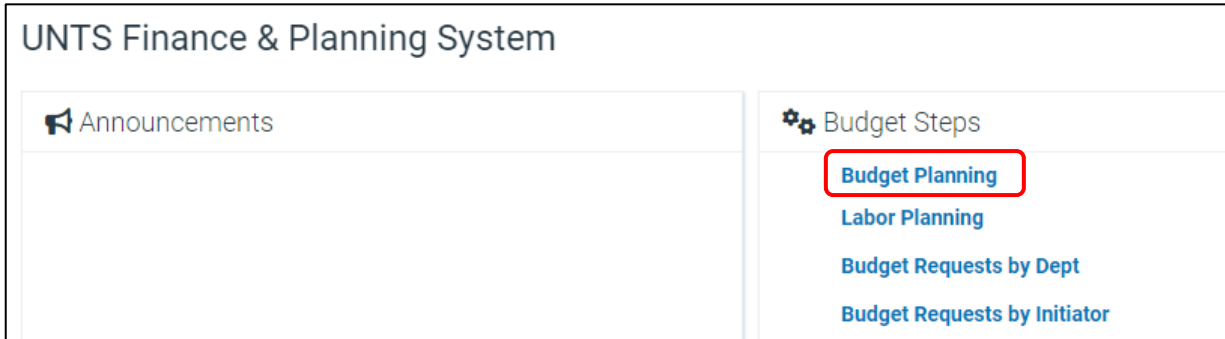 UNTS Finance & Planning System
Announcements
Budget Steps
Budget Planning
Labor Planning
Budget Requests by Dept
Budget Requests by Initiator